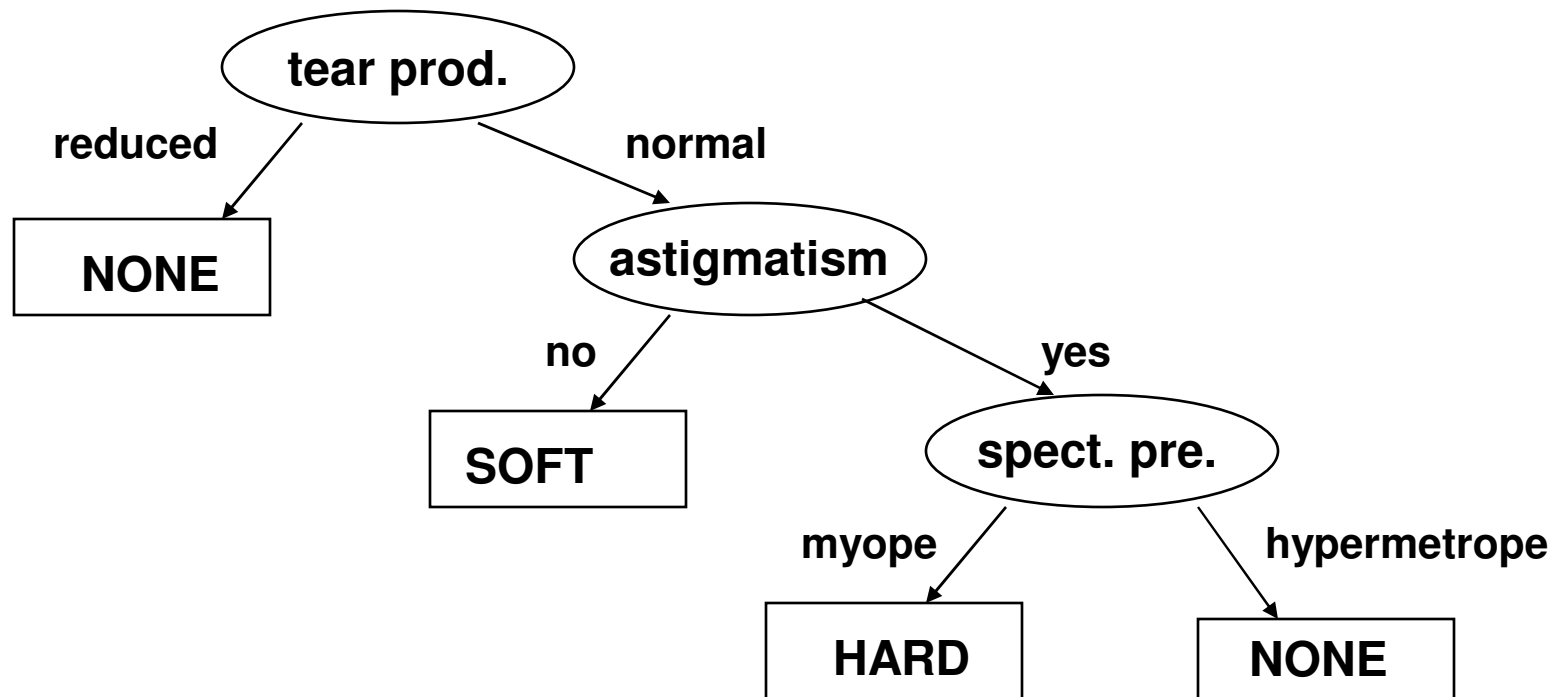 tear prod.
reduced
normal
NONE
astigmatism
no
yes
SOFT
spect. pre.
myope
hypermetrope
HARD
NONE